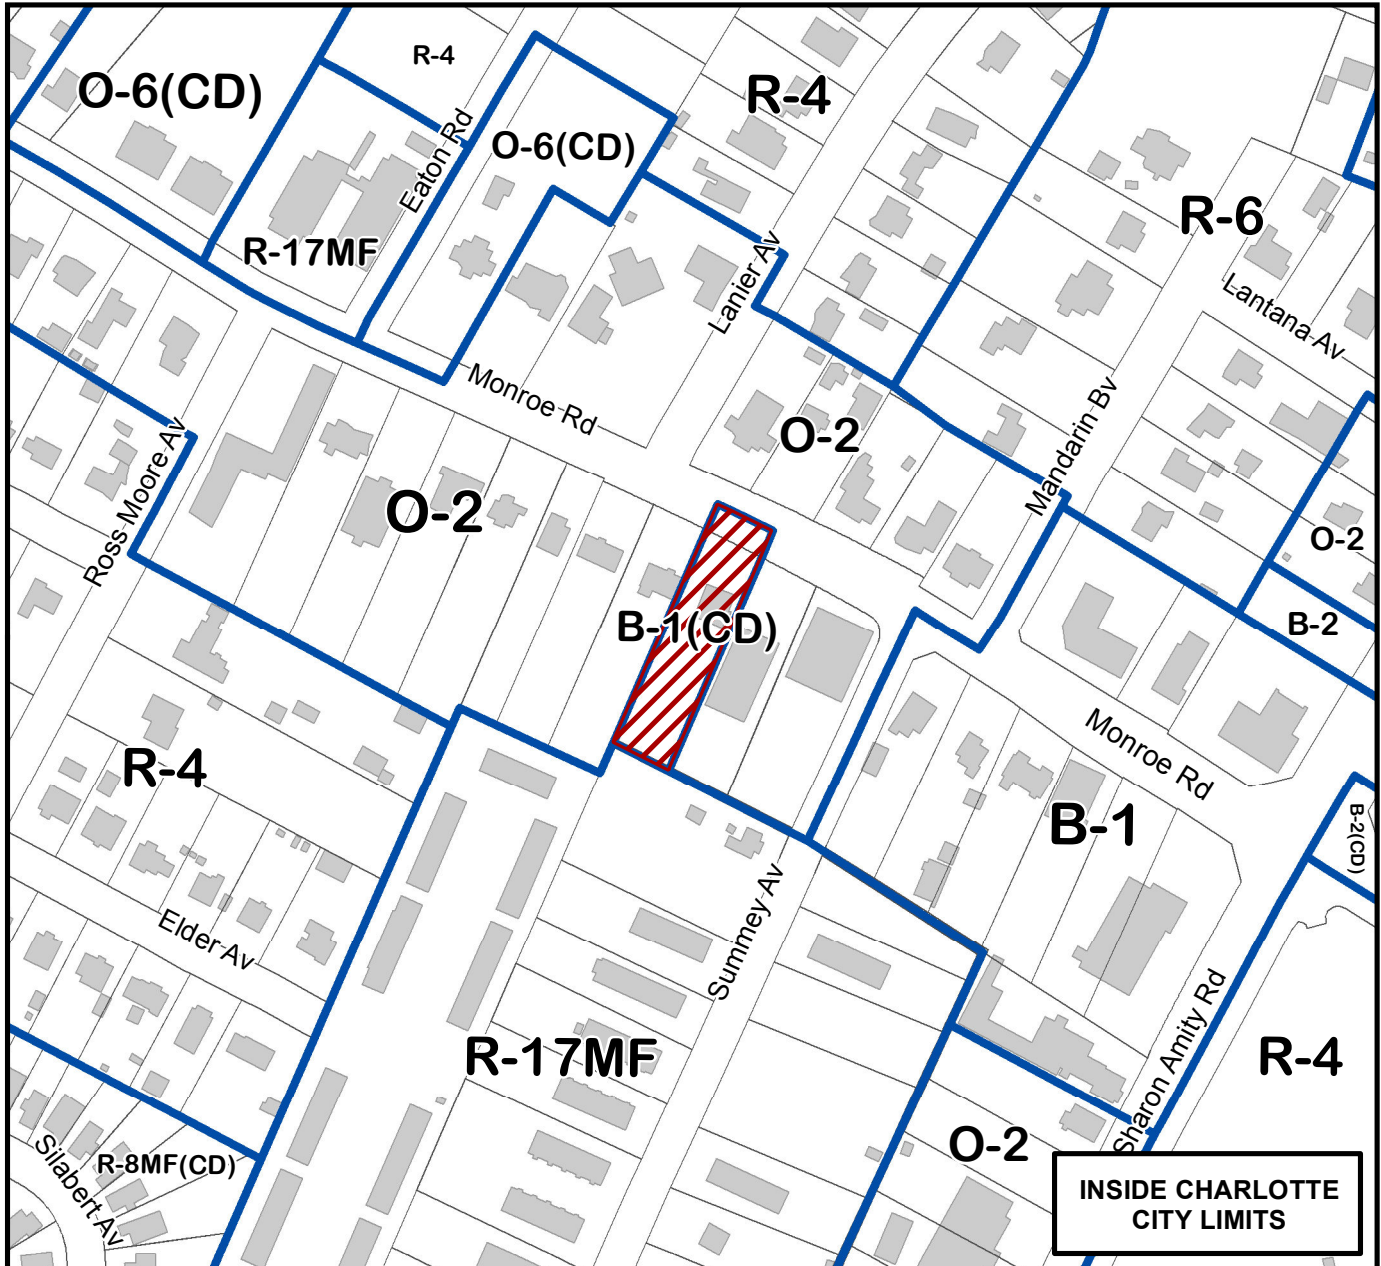 R-4
O-6(CD)
R-4
Eaton Rd
O-6(CD)
R-6
R-17MF
Lanier Av
Lantana Av
Monroe Rd
O-2
Mandarin Bv
Ross Moore Av
O-2
O-2
B-1(CD)
B-2
Monroe Rd
R-4
B-1
B-2(CD)
Elder Av
Summey Av
Sharon Amity Rd
R-17MF
R-4
O-2
Silabert Av
R-8MF(CD)
INSIDE CHARLOTTE
CITY LIMITS